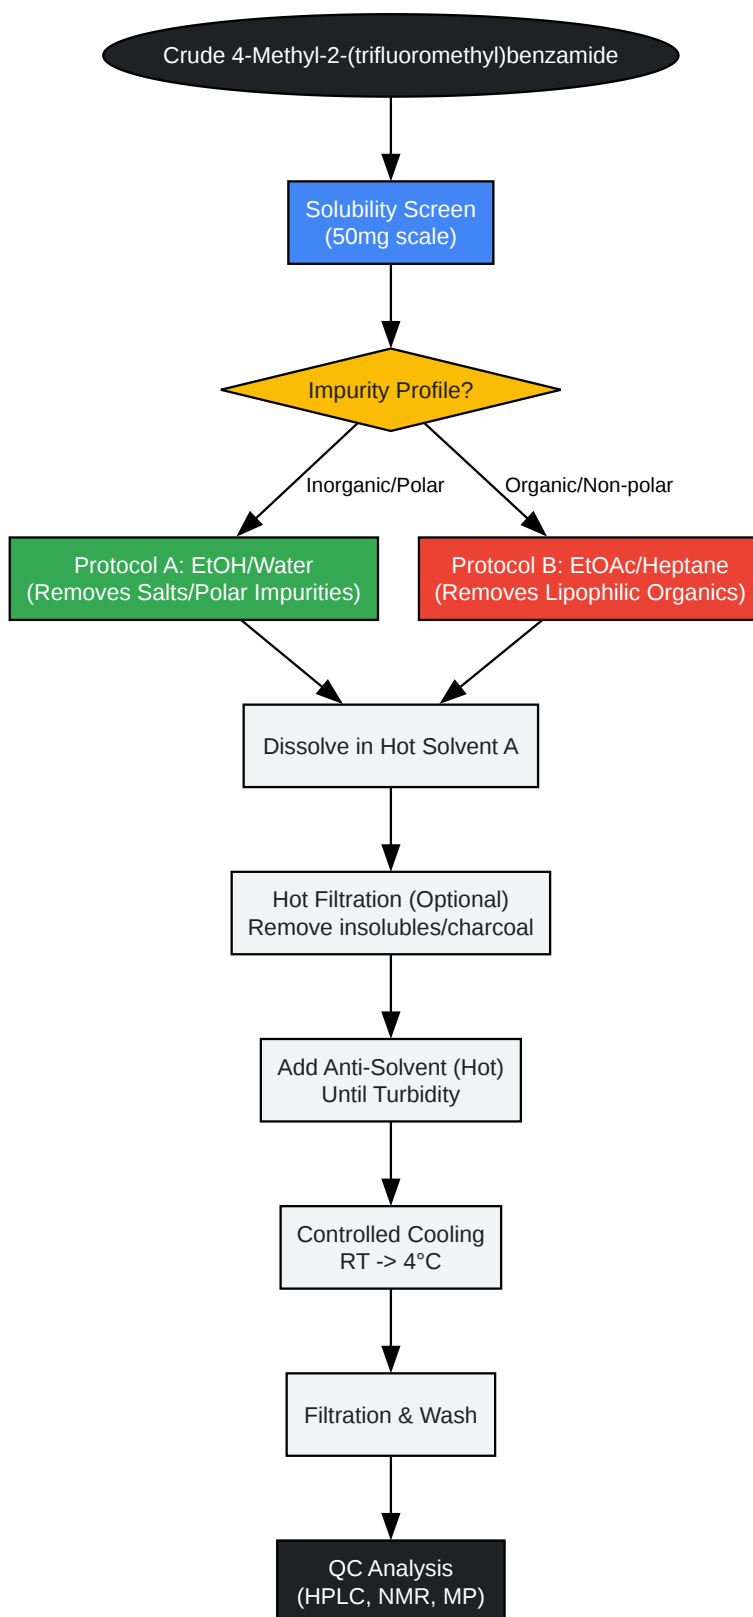 Crude 4-Methyl-2-(trifluoromethyl)benzamide
Solubility Screen
(50mg scale)
Impurity Profile?
Inorganic/Polar
Organic/Non-polar
Protocol A: EtOH/Water
(Removes Salts/Polar Impurities)
Protocol B: EtOAc/Heptane
(Removes Lipophilic Organics)
Dissolve in Hot Solvent A
Hot Filtration (Optional)
Remove insolubles/charcoal
Add Anti-Solvent (Hot)
Until Turbidity
Controlled Cooling
RT -> 4°C
Filtration & Wash
QC Analysis
(HPLC, NMR, MP)